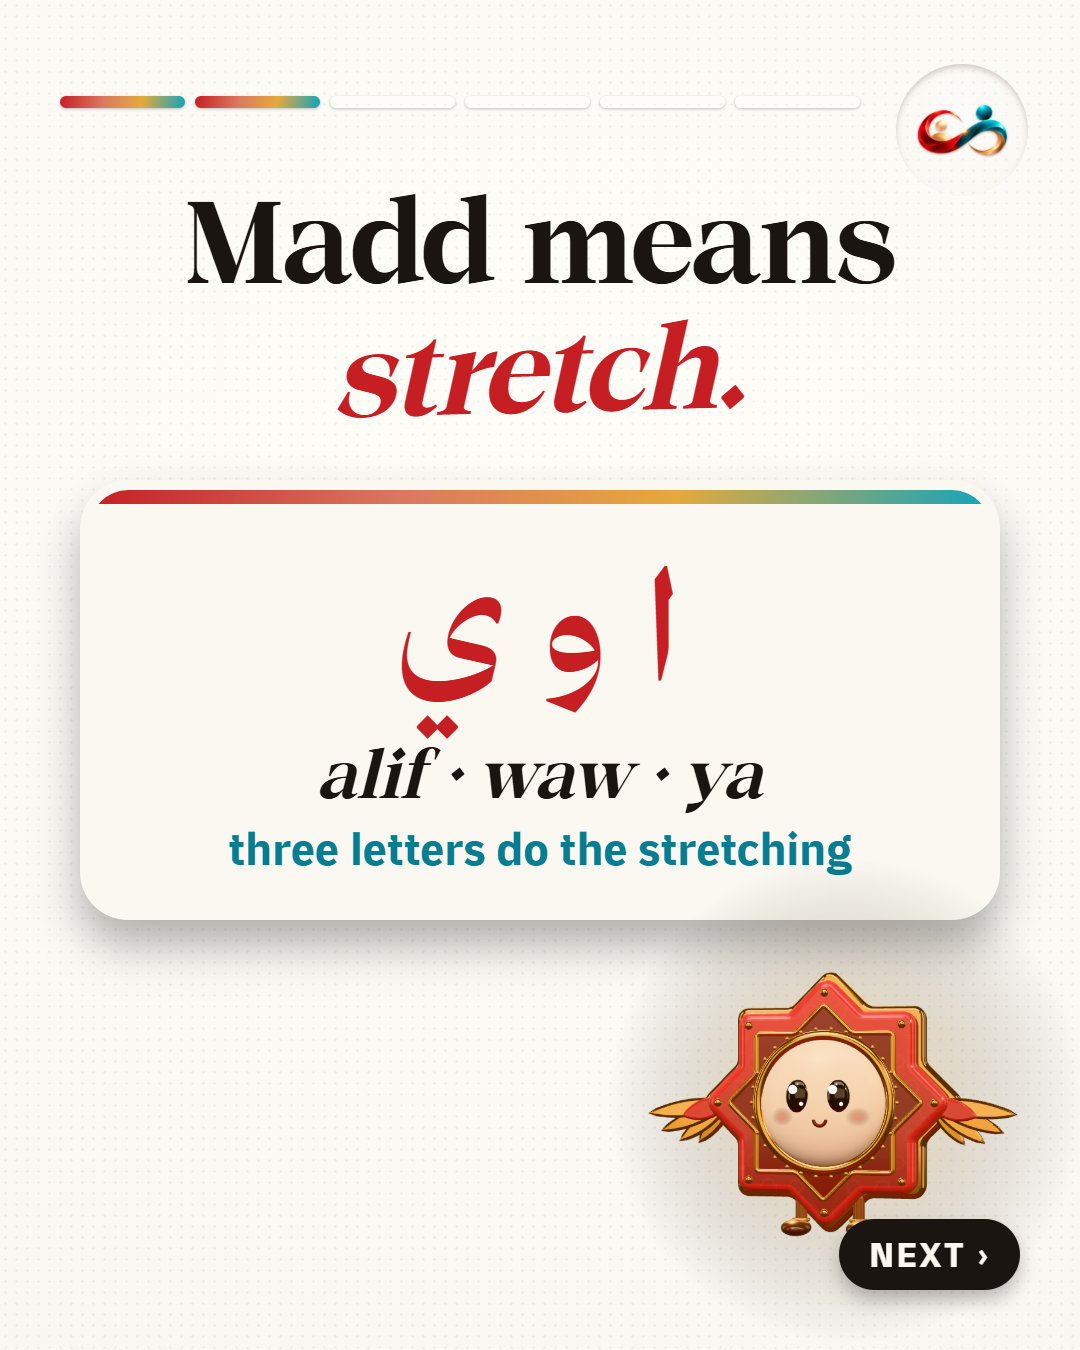 Madd means
stretch.
ا و ي
alif · waw · ya
three letters do the stretching
NEXT ›